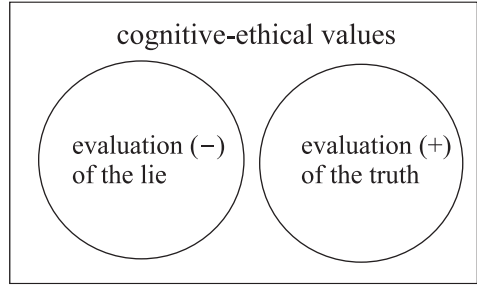 cognitive-ethical values
evaluation (−)
of the lie
evaluation (+)
of the truth